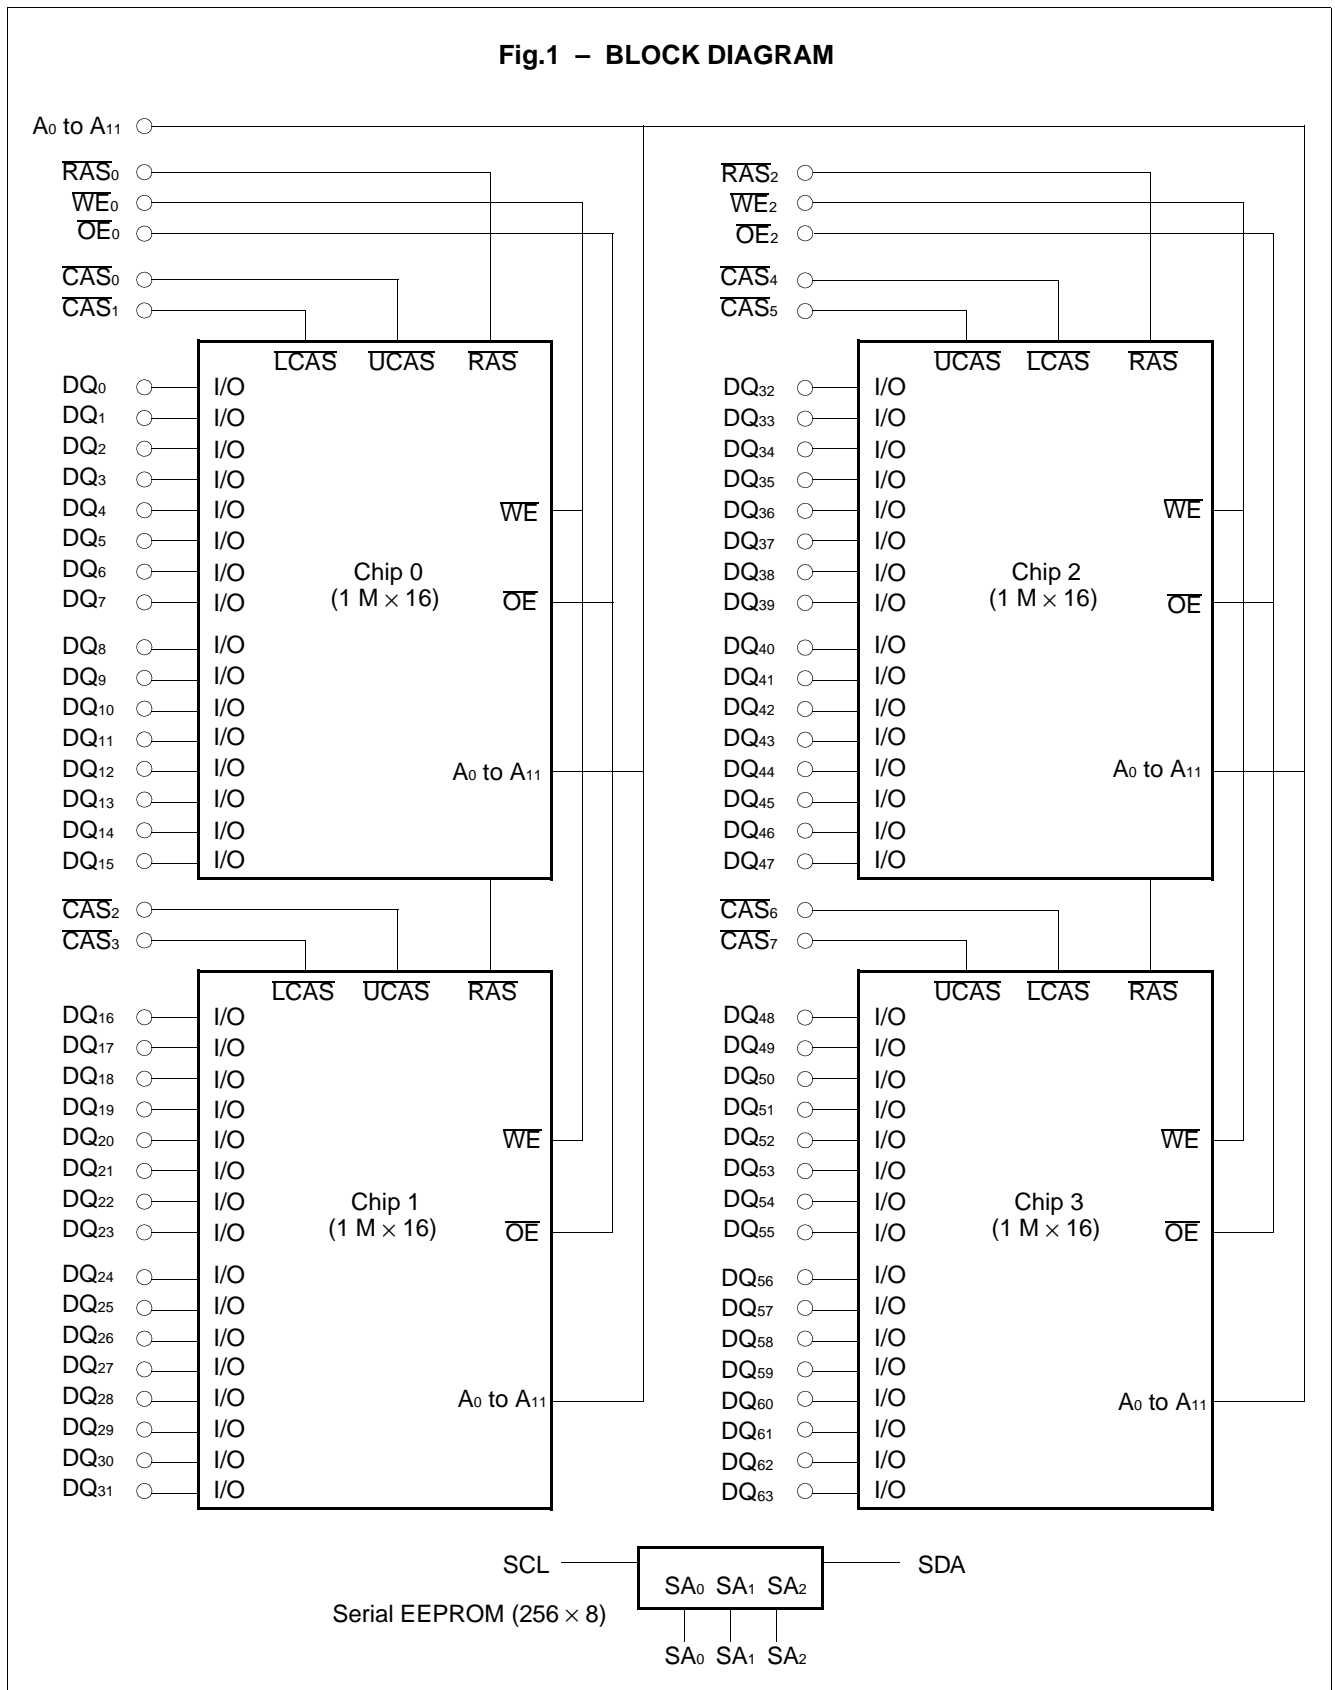 Fig.1 – BLOCK DIAGRAM
A0 to A11
RAS0
WE0
OE0
CAS0
CAS1
LCAS UCAS RAS
DQ0 I/O
DQ1 I/O
DQ2 I/O
DQ3 I/O
DQ4 I/O WE
DQ5 I/O
DQ6 I/O Chip 0
DQ7 I/O (1 M × 16) OE
DQ8 I/O
DQ9 I/O
DQ10 I/O
DQ11 I/O
DQ12 I/O A0 to A11
DQ13 I/O
DQ14 I/O
DQ15 I/O
CAS2
CAS3
LCAS UCAS RAS
DQ16 I/O
DQ17 I/O
DQ18 I/O
DQ19 I/O
DQ20 I/O WE
DQ21 I/O
DQ22 I/O Chip 1
DQ23 I/O (1 M × 16) OE
DQ24 I/O
DQ25 I/O
DQ26 I/O
DQ27 I/O
DQ28 I/O A0 to A11
DQ29 I/O
DQ30 I/O
DQ31 I/O
RAS2
WE2
OE2
CAS4
CAS5
UCAS LCAS RAS
DQ32 I/O
DQ33 I/O
DQ34 I/O
DQ35 I/O
DQ36 I/O WE
DQ37 I/O
DQ38 I/O Chip 2
DQ39 I/O (1 M × 16) OE
DQ40 I/O
DQ41 I/O
DQ42 I/O
DQ43 I/O
DQ44 I/O A0 to A11
DQ45 I/O
DQ46 I/O
DQ47 I/O
CAS6
CAS7
UCAS LCAS RAS
DQ48 I/O
DQ49 I/O
DQ50 I/O
DQ51 I/O
DQ52 I/O WE
DQ53 I/O
DQ54 I/O Chip 3
DQ55 I/O (1 M × 16) OE
DQ56 I/O
DQ57 I/O
DQ58 I/O
DQ59 I/O
DQ60 I/O A0 to A11
DQ61 I/O
DQ62 I/O
DQ63 I/O
SCL SDA
SA0 SA1 SA2
Serial EEPROM (256 × 8)
SA0 SA1 SA2